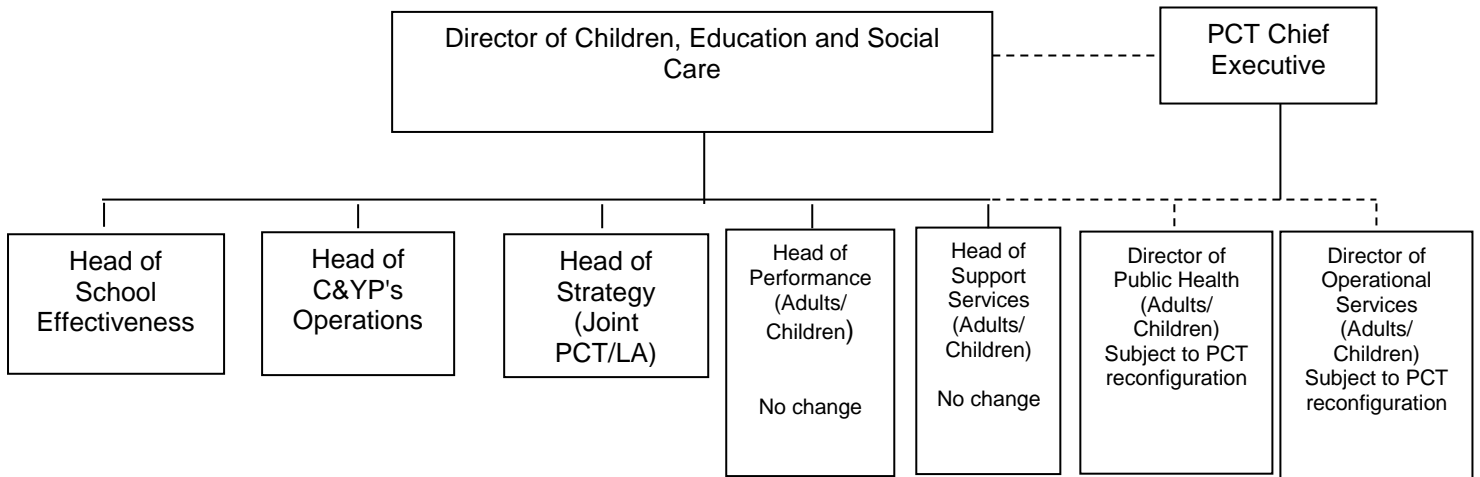 Director of Children, Education and Social
Care
PCT Chief
Executive
Head of
School
Effectiveness
Head of
C&YP's
Operations
Head of
Strategy
(Joint
PCT/LA)
Head of
Performance
(Adults/
Children)
No change
Head of
Support
Services
(Adults/
Children)
No change
Director of
Public Health
(Adults/
Children)
Subject to PCT
reconfiguration
Director of
Operational
Services
(Adults/
Children)
Subject to PCT
reconfiguration